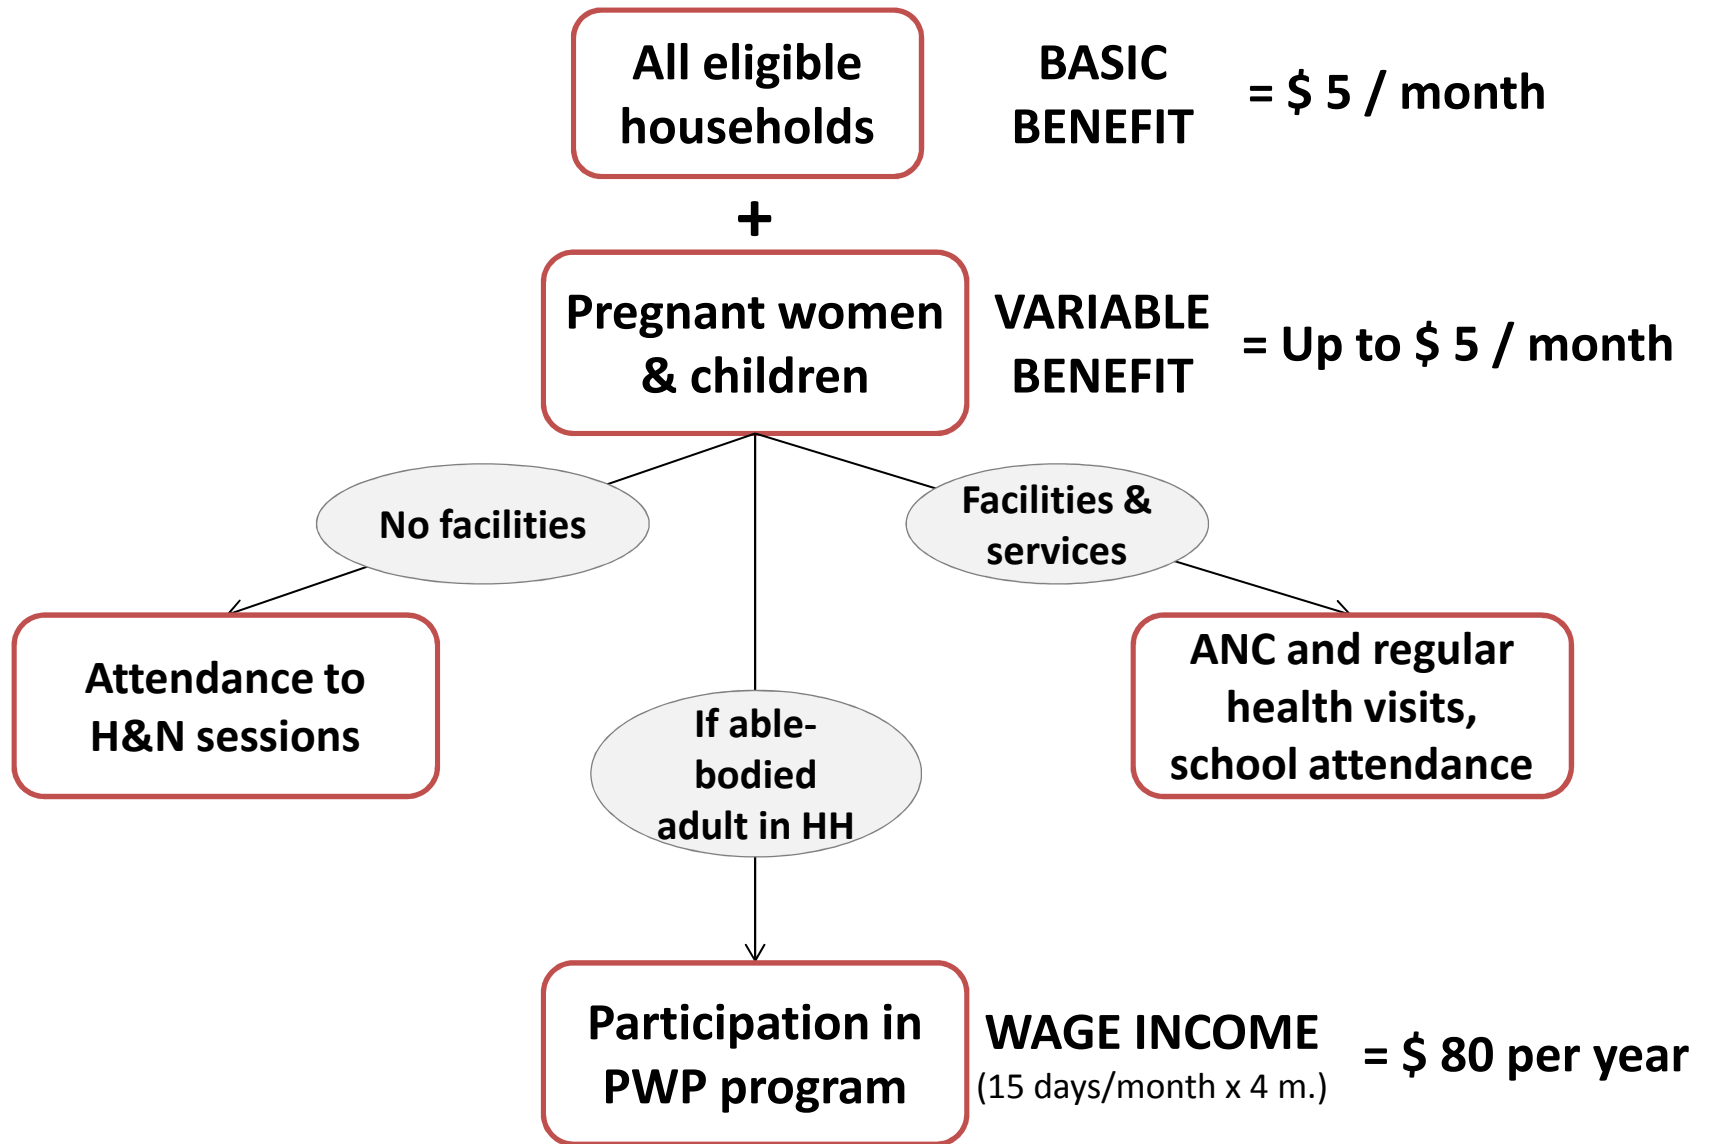 All eligible
households
BASIC
BENEFIT
= $ 5 / month
+
Pregnant women
& children
VARIABLE
BENEFIT
= Up to $ 5 / month
No facilities
Facilities &
services
Attendance to
H&N sessions
If able-
bodied
adult in HH
ANC and regular
health visits,
school attendance
Participation in
PWP program
WAGE INCOME
(15 days/month x 4 m.)
= $ 80 per year